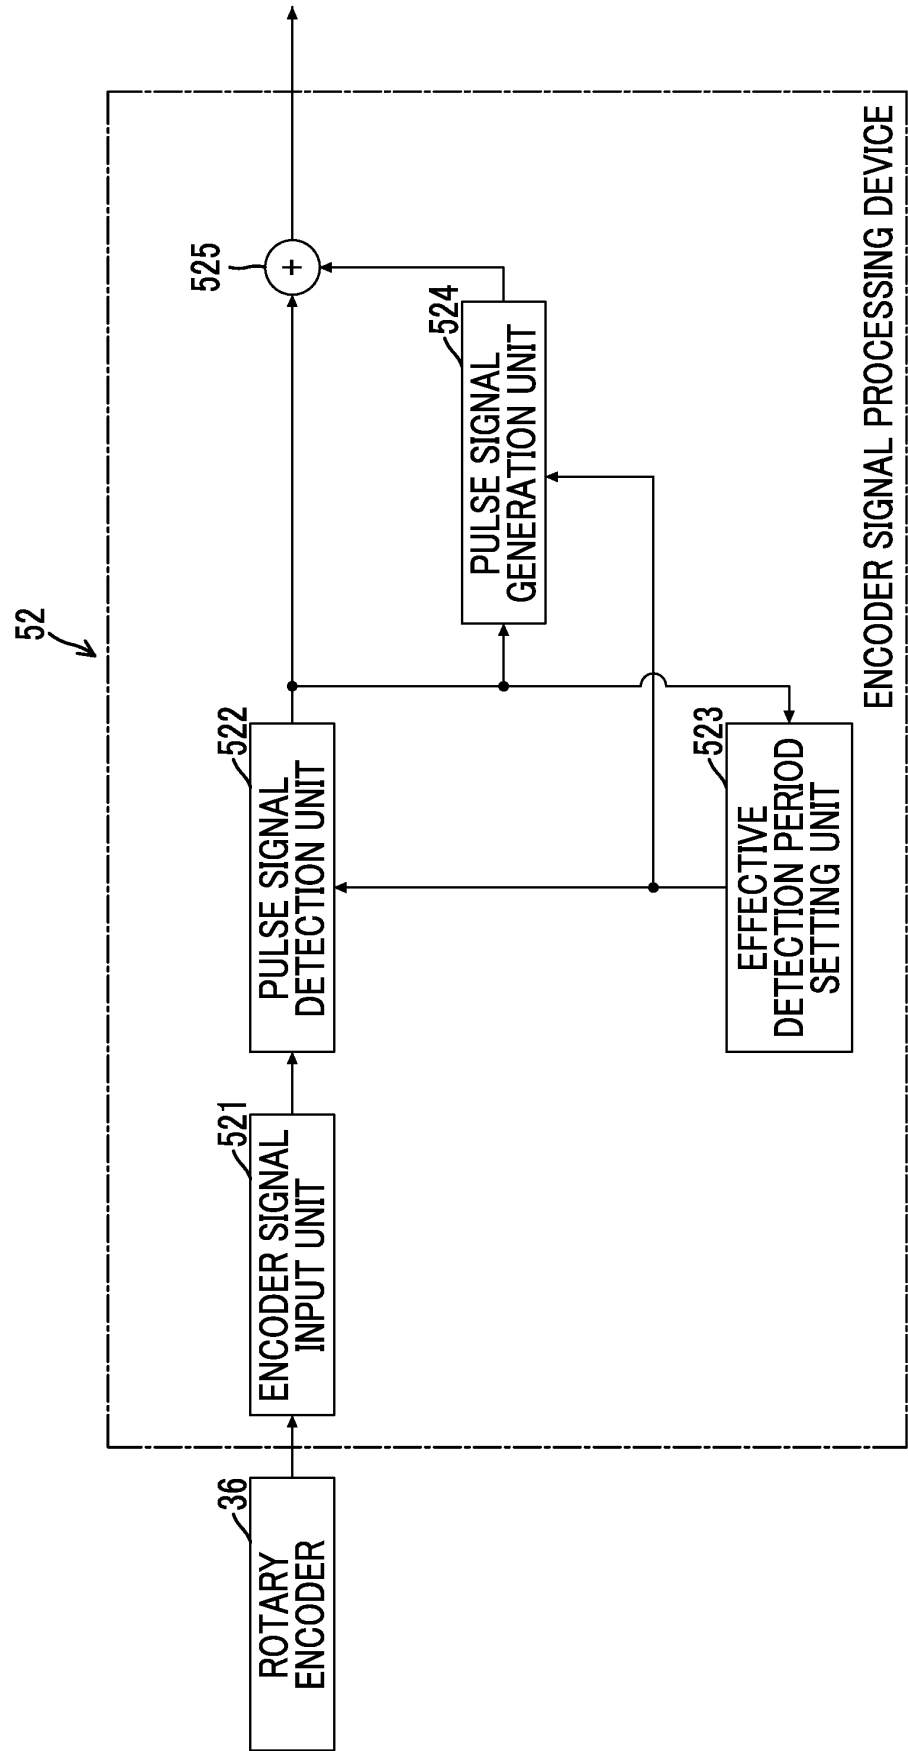 52
36
ROTARY
ENCODER
521
ENCODER SIGNAL
INPUT UNIT
522
PULSE SIGNAL
DETECTION UNIT
525
+
524
PULSE SIGNAL
GENERATION UNIT
523
EFFECTIVE
DETECTION PERIOD
SETTING UNIT
ENCODER SIGNAL PROCESSING DEVICE